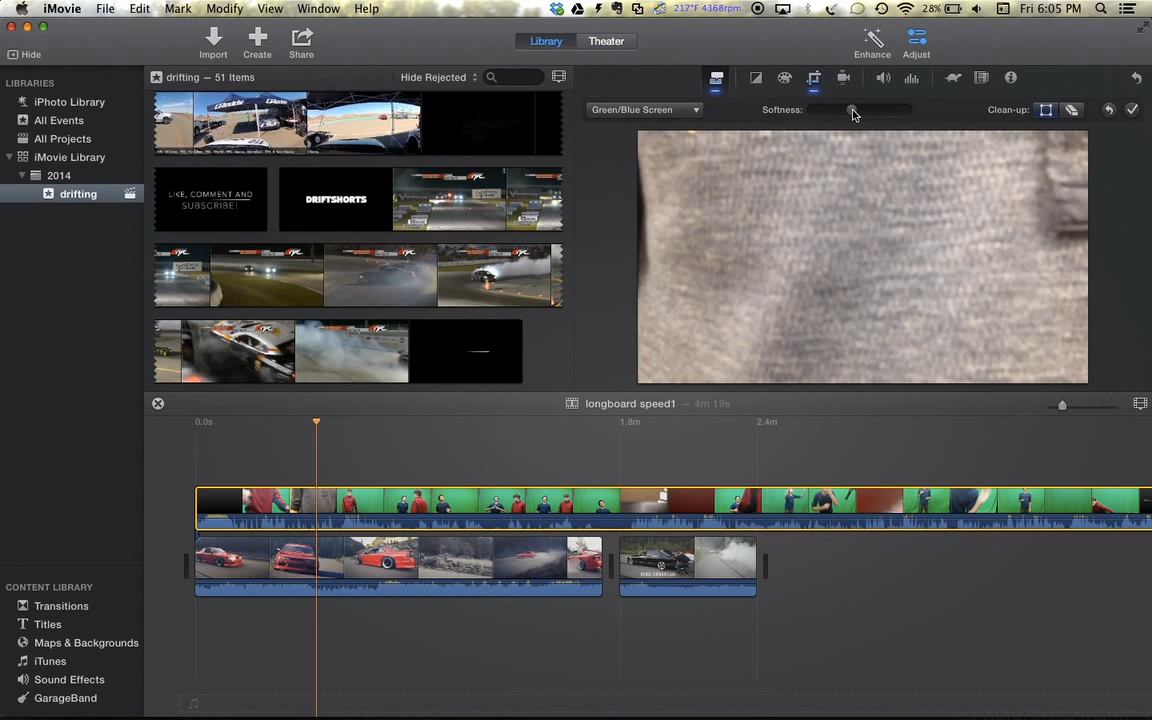 iMovie File Edit Mark Modify View Window Help 217°F 4368rpm 28% Fri 6:05 PM
Hide Import Create Share Library Theater Enhance Adjust
LIBRARIES
iPhoto Library
All Events
All Projects
iMovie Library
2014
drifting
drifting — 51 Items Hide Rejected
Green/Blue Screen Softness: Clean-up:
LIKE, COMMENT AND
SUBSCRIBE!
DRIFTSHORTS
longboard speed1 — 4m 19s
0.0s 1.8m 2.4m
CONTENT LIBRARY
Transitions
Titles
Maps & Backgrounds
iTunes
Sound Effects
GarageBand